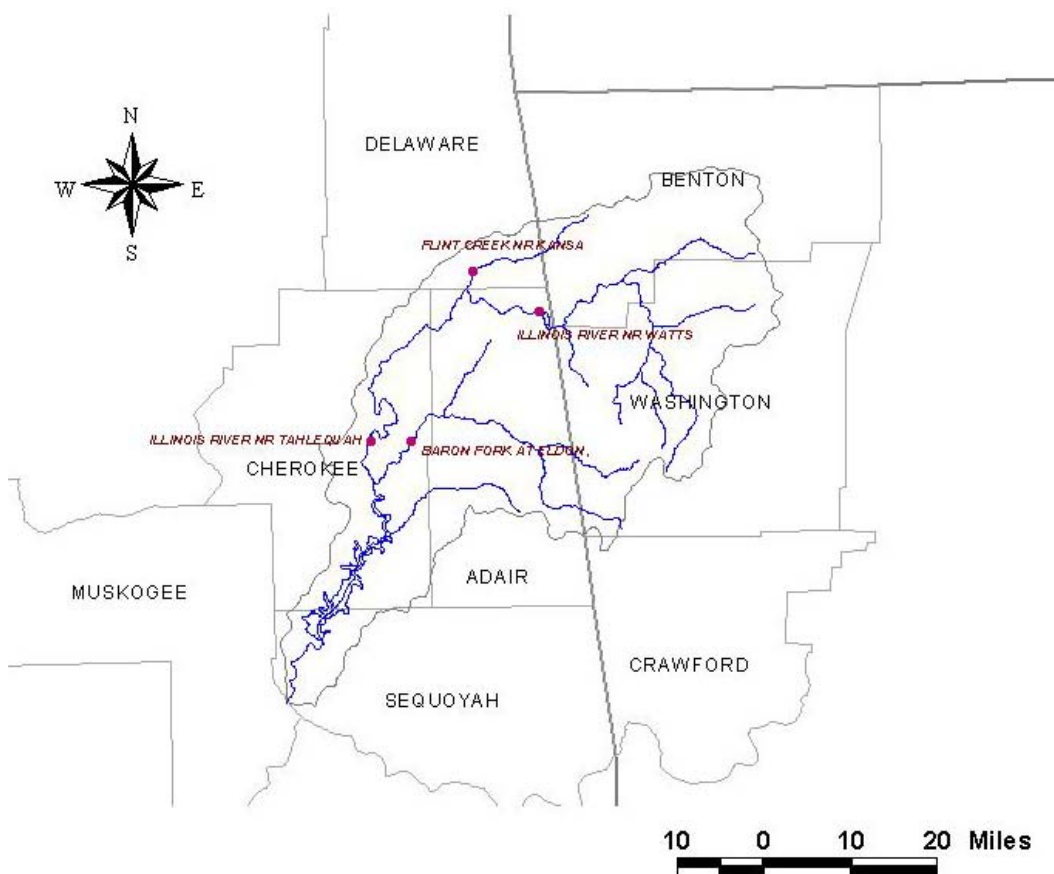 N
W E
S
DELAWARE
BENTON
FLINT CREEK NR KANSA
ILLINOIS RIVER NR WATTS
WASHINGTON
ILLINOIS RIVER NR TAHLEQUAH
BARON FORK AT ELDON,
CHEROKEE
ADAIR
MUSKOGEE
CRAWFORD
SEQUOYAH
10 0 10 20 Miles